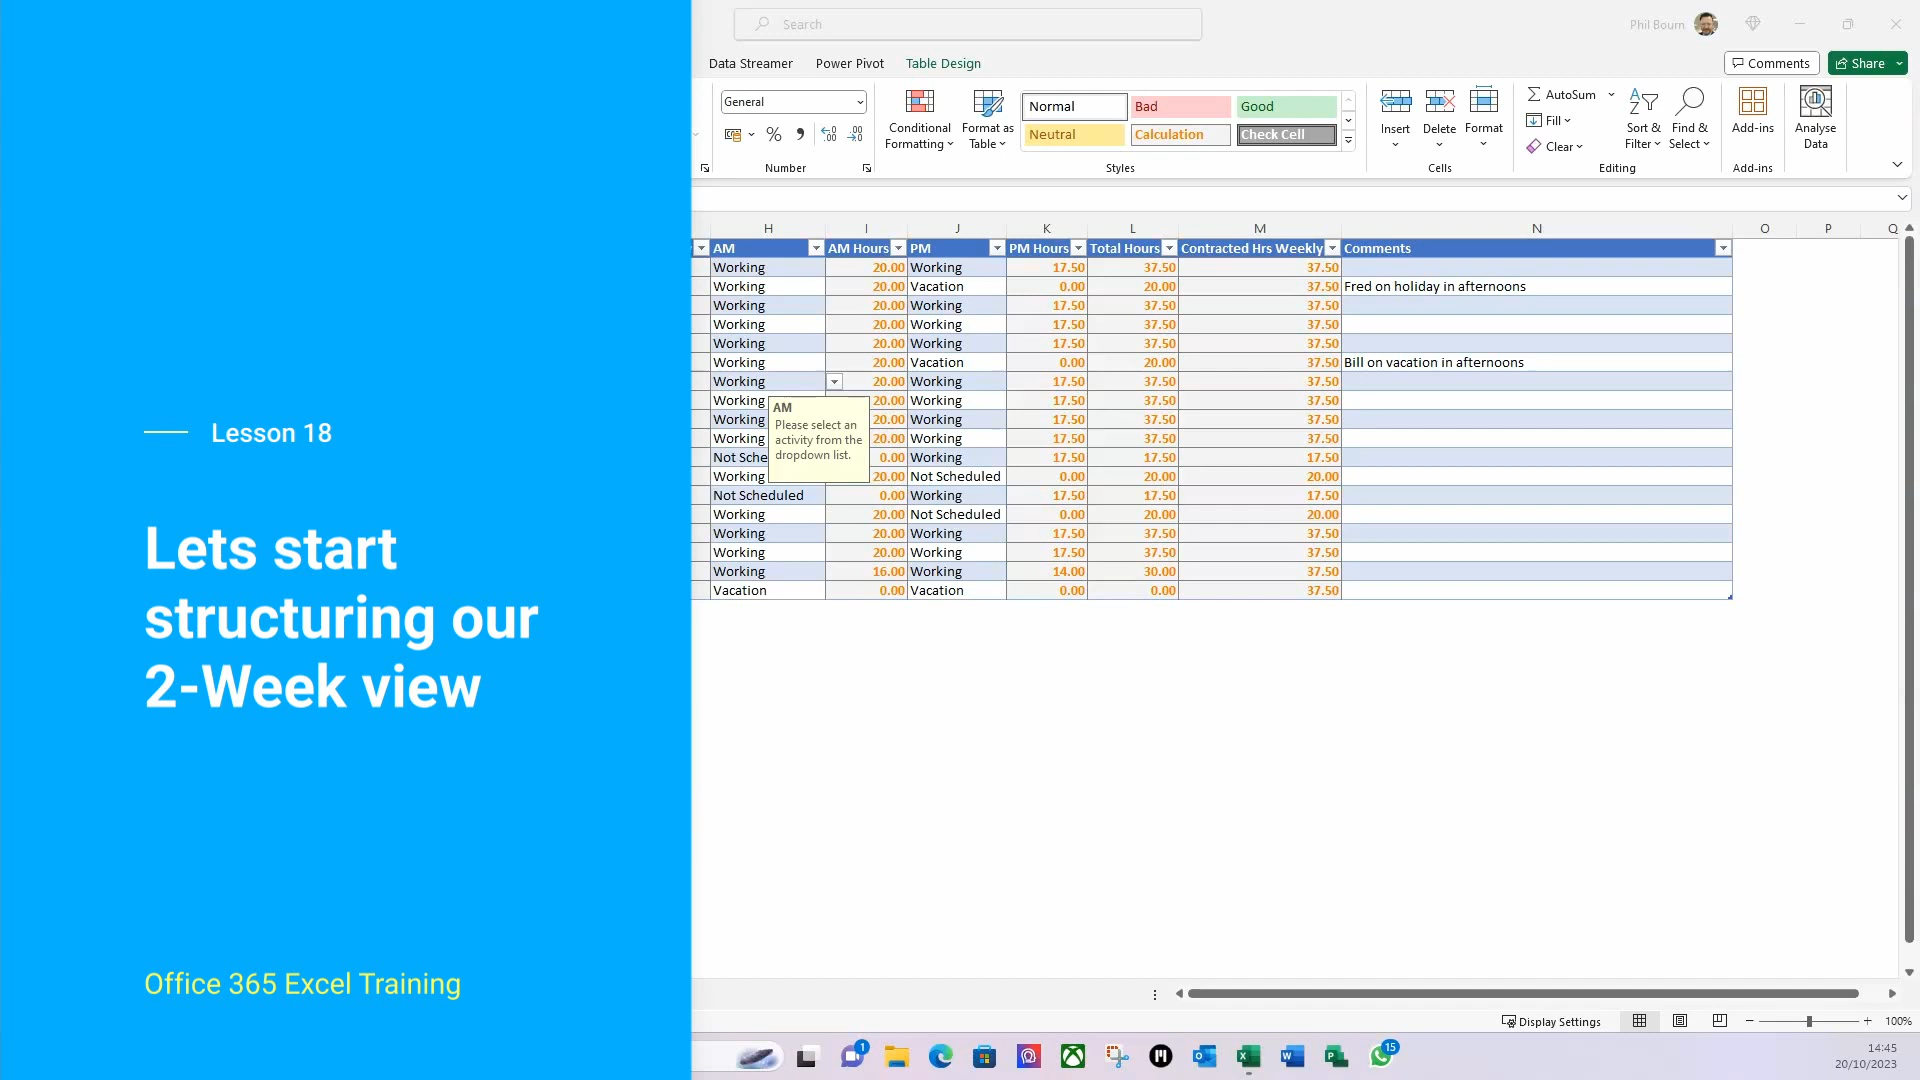 Lesson 18
Lets start
structuring our
2-Week view
Office 365 Excel Training
Search
Phil Bourn
Data Streamer Power Pivot Table Design
Comments Share
General
Number
Conditional Formatting
Format as Table
Normal Bad Good
Neutral Calculation Check Cell
Styles
Insert Delete Format
Cells
AutoSum
Fill
Clear
Sort & Filter
Find & Select
Editing
Add-ins
Add-ins
Analyse Data
H I J K L M N O P Q
AM AM Hours PM PM Hours Total Hours Contracted Hrs Weekly Comments
Working 20.00 Working 17.50 37.50 37.50
Working 20.00 Vacation 0.00 20.00 37.50 Fred on holiday in afternoons
Working 20.00 Working 17.50 37.50 37.50
Working 20.00 Working 17.50 37.50 37.50
Working 20.00 Working 17.50 37.50 37.50
Working 20.00 Vacation 0.00 20.00 37.50 Bill on vacation in afternoons
Working 20.00 Working 17.50 37.50 37.50
Working 20.00 Working 17.50 37.50 37.50
Working 20.00 Working 17.50 37.50 37.50
Working 20.00 Working 17.50 37.50 37.50
Not Sche 0.00 Working 17.50 17.50 17.50
Working 20.00 Not Scheduled 0.00 20.00 20.00
Not Scheduled 0.00 Working 17.50 17.50 17.50
Working 20.00 Not Scheduled 0.00 20.00 20.00
Working 20.00 Working 17.50 37.50 37.50
Working 20.00 Working 17.50 37.50 37.50
Working 16.00 Working 14.00 30.00 37.50
Vacation 0.00 Vacation 0.00 0.00 37.50
AM
Please select an
activity from the
dropdown list.
Display Settings
100%
1
15
14:45
20/10/2023